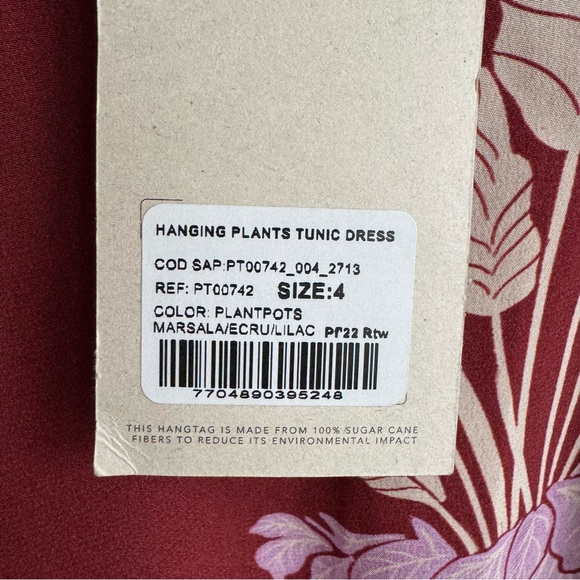 HANGING PLANTS TUNIC DRESS
COD SAP:PT00742_004_2713
REF: PT00742 SIZE:4
COLOR: PLANTPOTS
MARSALA/ECRU/LILAC Pf'22 Rtw
7704890395248
THIS HANGTAG IS MADE FROM 100% SUGAR CANE
FIBERS TO REDUCE ITS ENVIRONMENTAL IMPACT